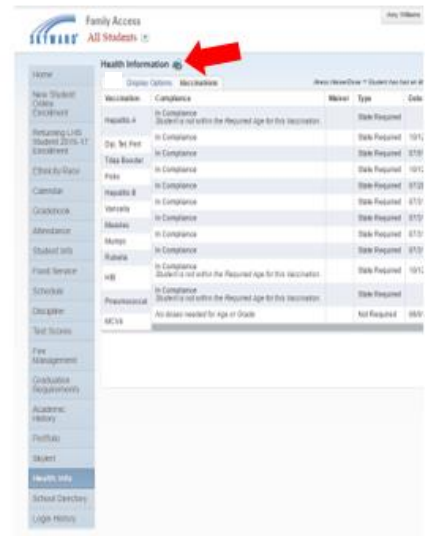 Family Access
SKYWARD All Students
Home
New Student Online Enrollment
Returning LHS Student 2016-17 Enrollment
Ethnicity/Race
Calendar
Gradebook
Attendance
Student Info
Food Service
Schedule
Discipline
Test Scores
Fee Management
Graduation Requirements
Academic History
Portfolio
Skylert
Health Info
School Directory
Login History
Health Information
Display Options Vaccinations
Vaccination Compliance Waiver Type Date
Hepatitis A In Compliance State Required
Student is not within the Required Age for this Vaccination.
Dip, Tet, Pert In Compliance State Required
Tdap Booster In Compliance State Required
Polio In Compliance State Required
Hepatitis B In Compliance State Required
Varicella In Compliance State Required
Measles In Compliance State Required
Mumps In Compliance State Required
Rubella In Compliance State Required
HIB In Compliance State Required
Student is not within the Required Age for this Vaccination.
Pneumococcal In Compliance State Required
Student is not within the Required Age for this Vaccination.
MCV4 No doses needed for Age or Grade Not Required